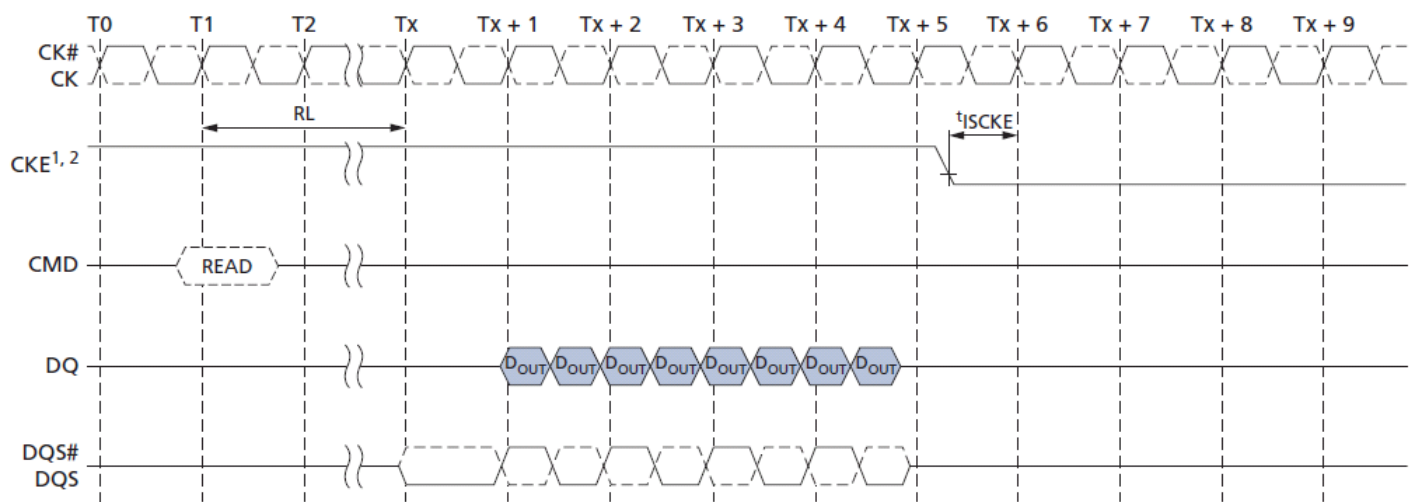 T0 T1 T2 Tx Tx + 1 Tx + 2 Tx + 3 Tx + 4 Tx + 5 Tx + 6 Tx + 7 Tx + 8 Tx + 9
CK#
CK
RL
tISCKE
CKE1, 2
CMD READ
DQ DOUT DOUT DOUT DOUT DOUT DOUT DOUT DOUT
DQS#
DQS